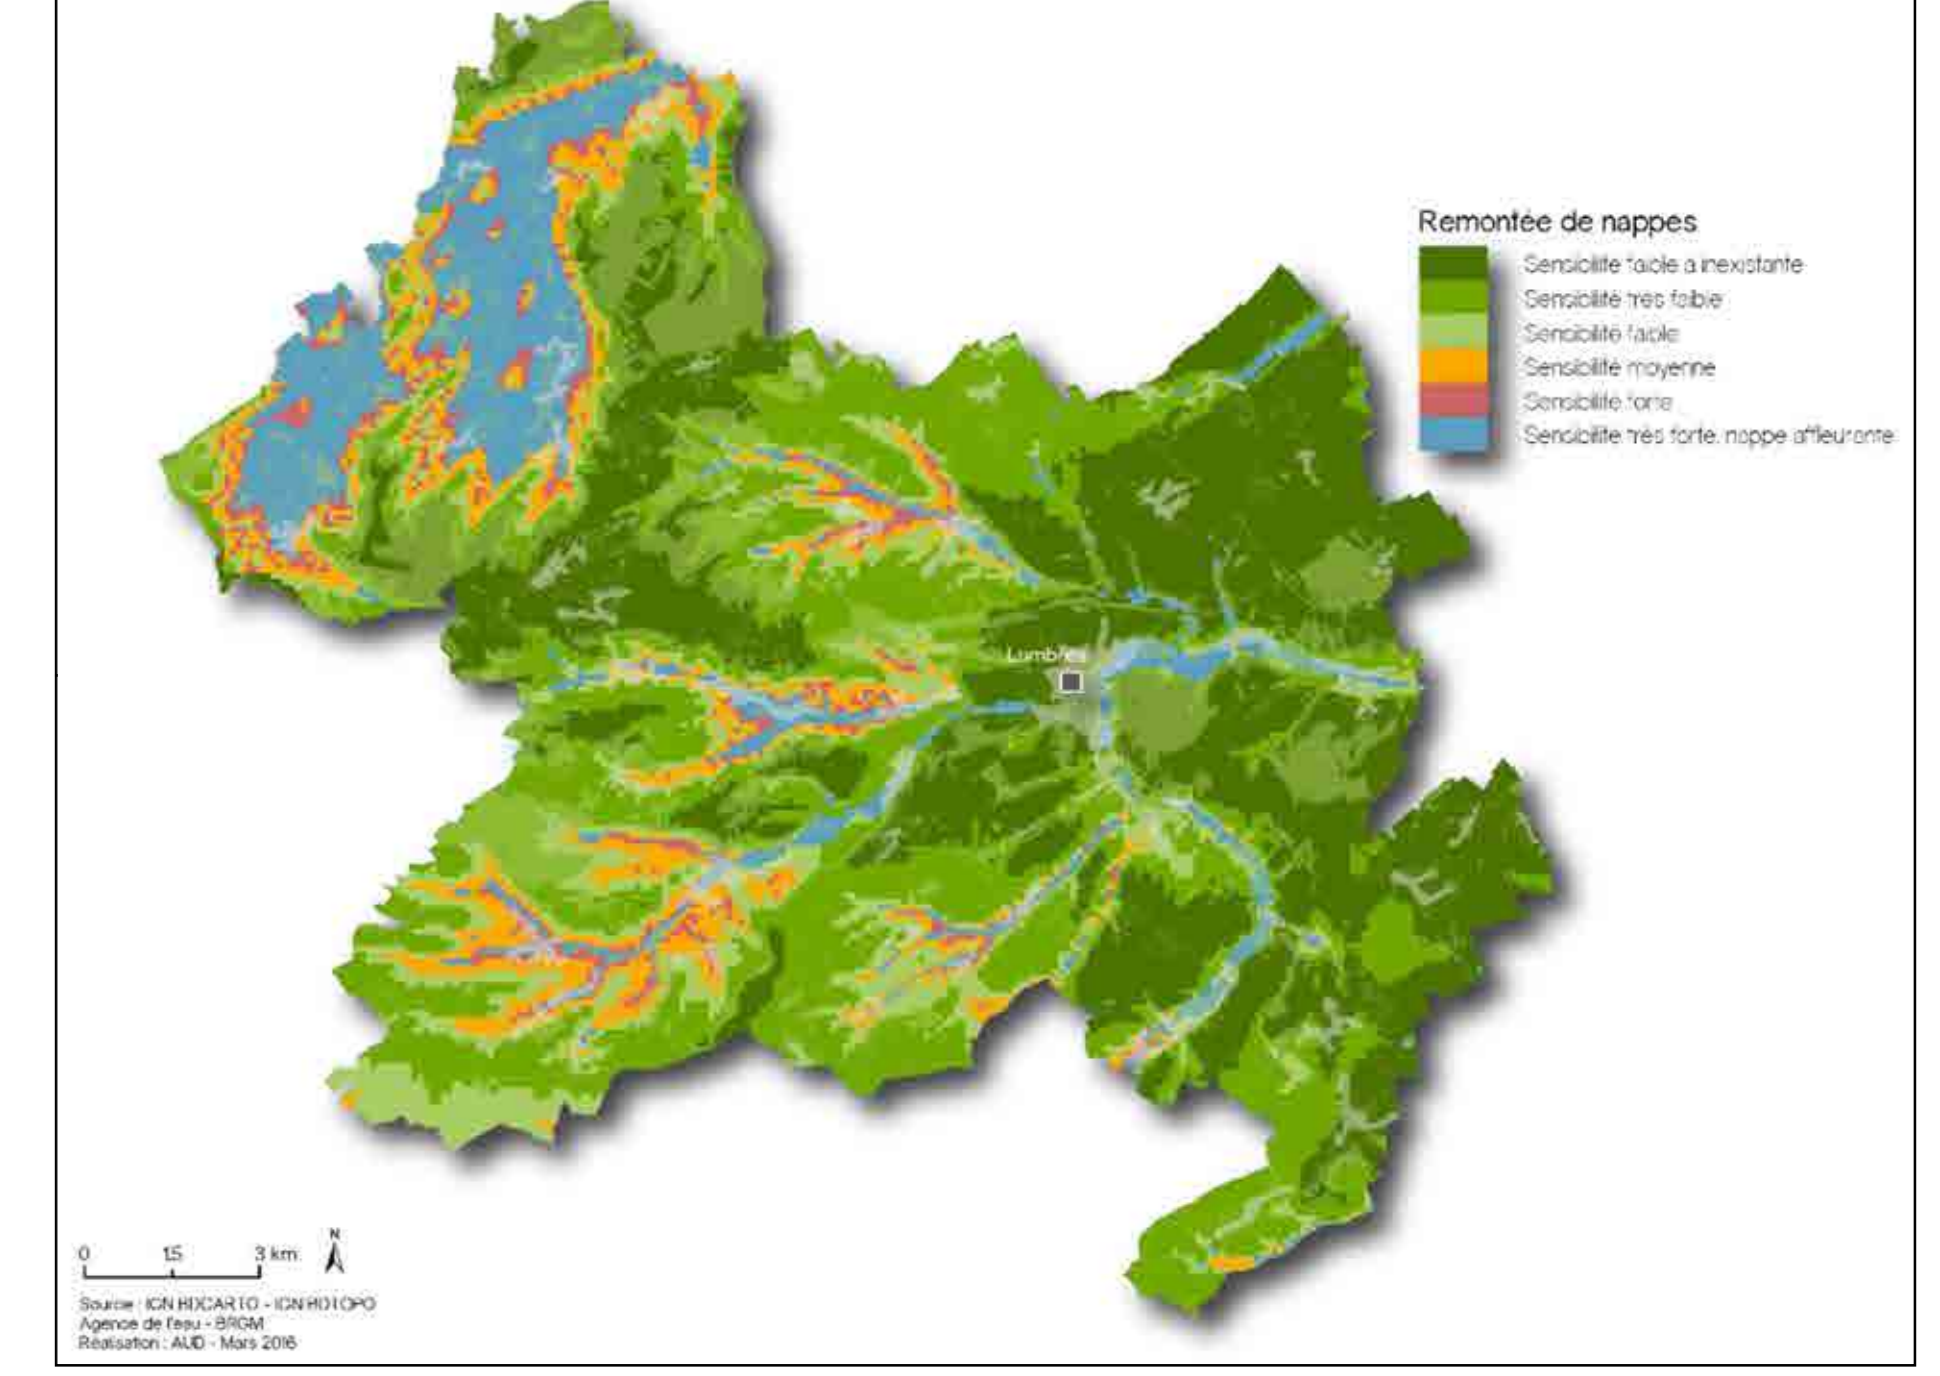 Remontée de nappes
Sensibilité faible a inexistante
Sensibilité très faible
Sensibilité faible
Sensibilité moyenne
Sensibilité forte
Sensibilité très forte, nappe affleurante
Lumbres
0 1.5 3 km
N
Source : IGN BDCARTO - IGN BDTOPO
Agence de l'eau - BRGM
Réalisation : AUD - Mars 2016